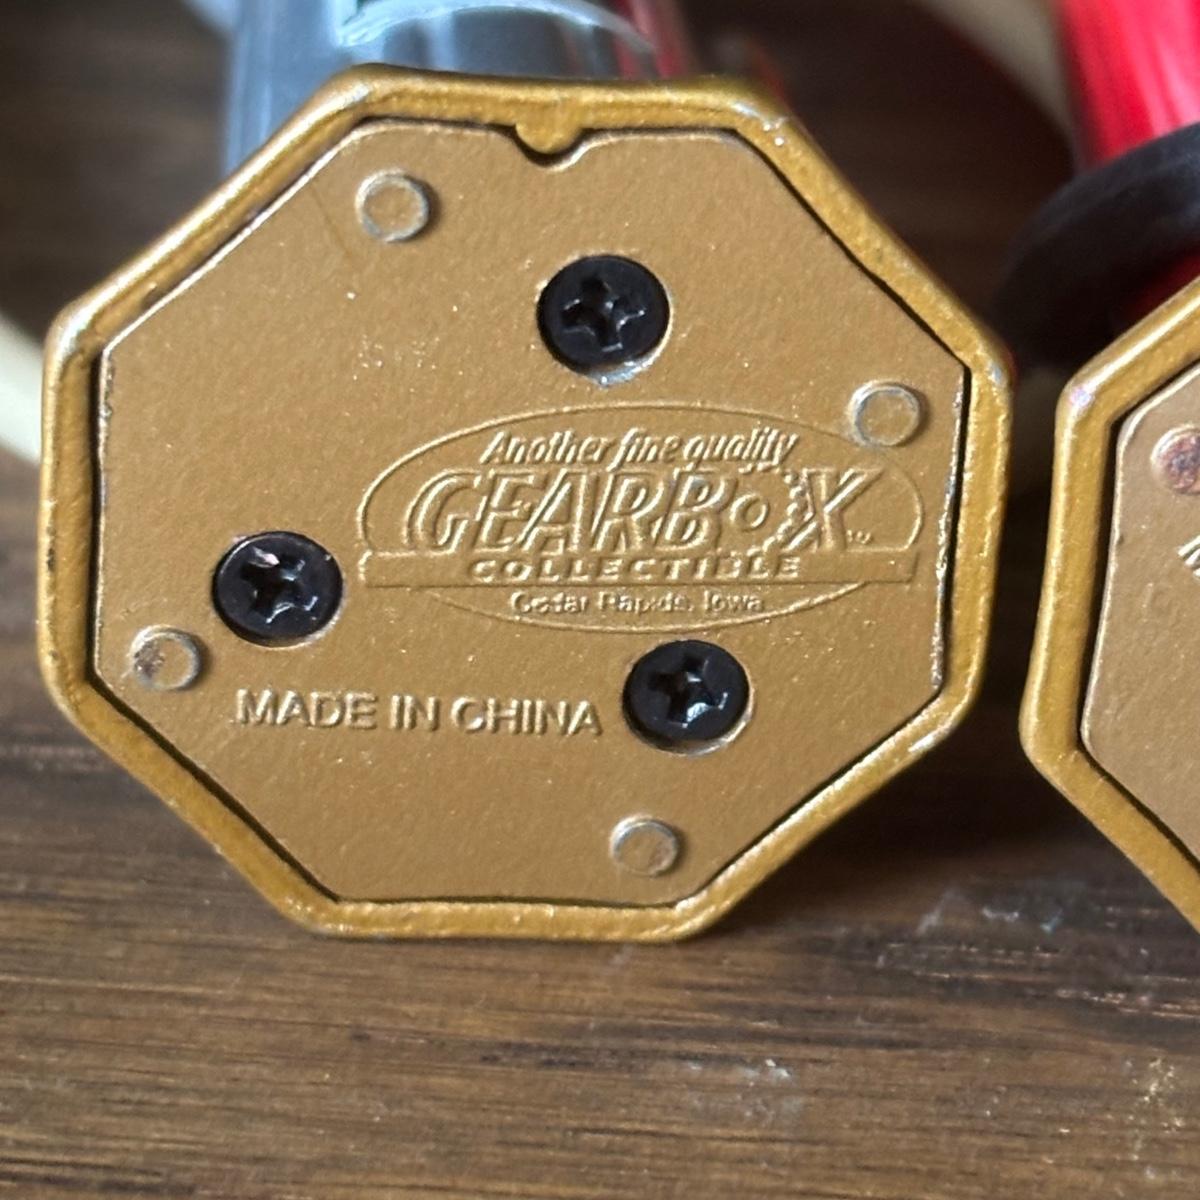 Another fine quality
GEARBOX
COLLECTIBLE
Cedar Rapids, Iowa
MADE IN CHINA